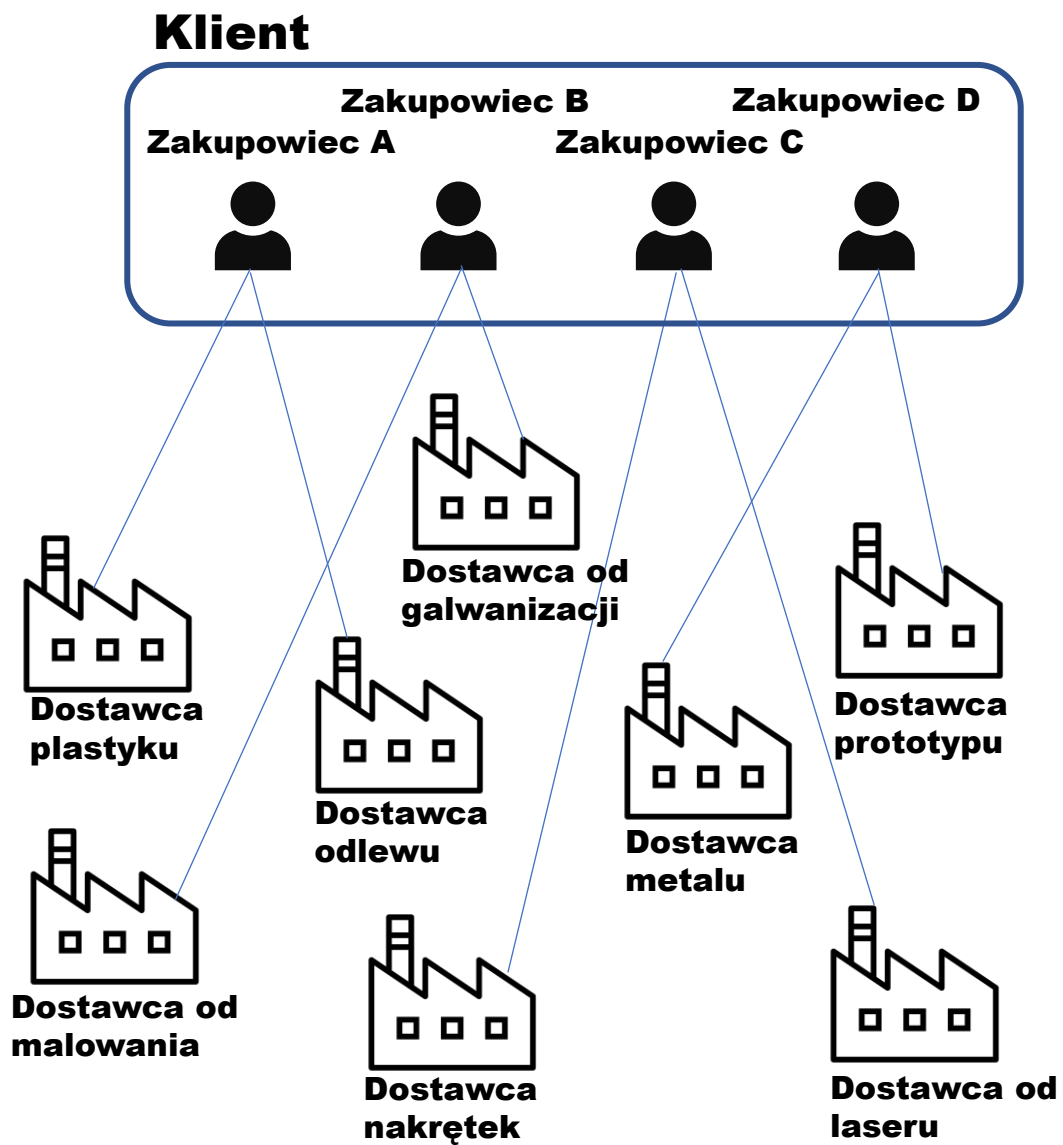 Klient
Zakupowiec B
Zakupowiec D
Zakupowiec A
Zakupowiec C
Dostawca od
galwanizacji
Dostawca
plastyku
Dostawca
prototypu
Dostawca
odlewu
Dostawca
metalu
Dostawca od
malowania
Dostawca
nakrętek
Dostawca od
laseru